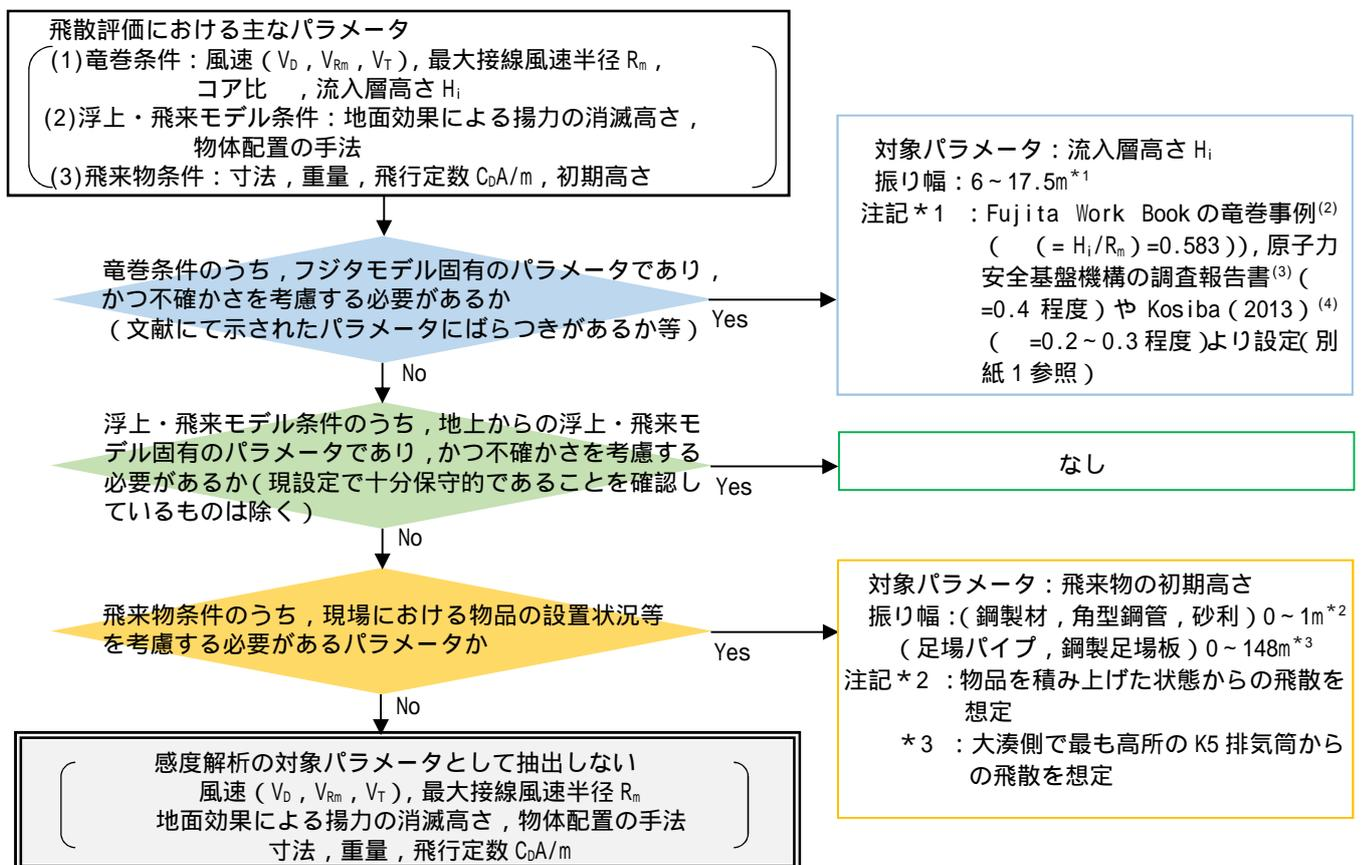 飛散評価における主なパラメータ
(1)竜巻条件：風速（VD，VRm，VT），最大接線風速半径 Rm，
コア比　，流入層高さ Hi
(2)浮上・飛来モデル条件：地面効果による揚力の消滅高さ，
物体配置の手法
(3)飛来物条件：寸法，重量，飛行定数 CDA/m，初期高さ
竜巻条件のうち，フジタモデル固有のパラメータであり，
かつ不確かさを考慮する必要があるか
（文献にて示されたパラメータにばらつきがあるか等）
Yes
No
対象パラメータ：流入層高さ Hi
振り幅：6～17.5m*1
注記＊1　：Fujita Work Book の竜巻事例(2)
（　（= Hi/Rm）=0.583)），原子力
安全基盤機構の調査報告書(3)（
=0.4 程度）や Kosiba（2013）(4)
（　=0.2～0.3 程度）より設定（別
紙 1 参照）
浮上・飛来モデル条件のうち，地上からの浮上・飛来モ
デル固有のパラメータであり，かつ不確かさを考慮する
必要があるか（現設定で十分保守的であることを確認し
ているものは除く）
Yes
No
なし
飛来物条件のうち，現場における物品の設置状況等
を考慮する必要があるパラメータか
Yes
No
対象パラメータ：飛来物の初期高さ
振り幅：（鋼製材，角型鋼管，砂利）0～1m*2
（足場パイプ，鋼製足場板）0～148m*3
注記＊2　：物品を積み上げた状態からの飛散を
想定
＊3　：大湊側で最も高所の K5 排気筒から
の飛散を想定
感度解析の対象パラメータとして抽出しない
風速（VD，VRm，VT），最大接線風速半径 Rm
地面効果による揚力の消滅高さ，物体配置の手法
寸法，重量，飛行定数 CDA/m